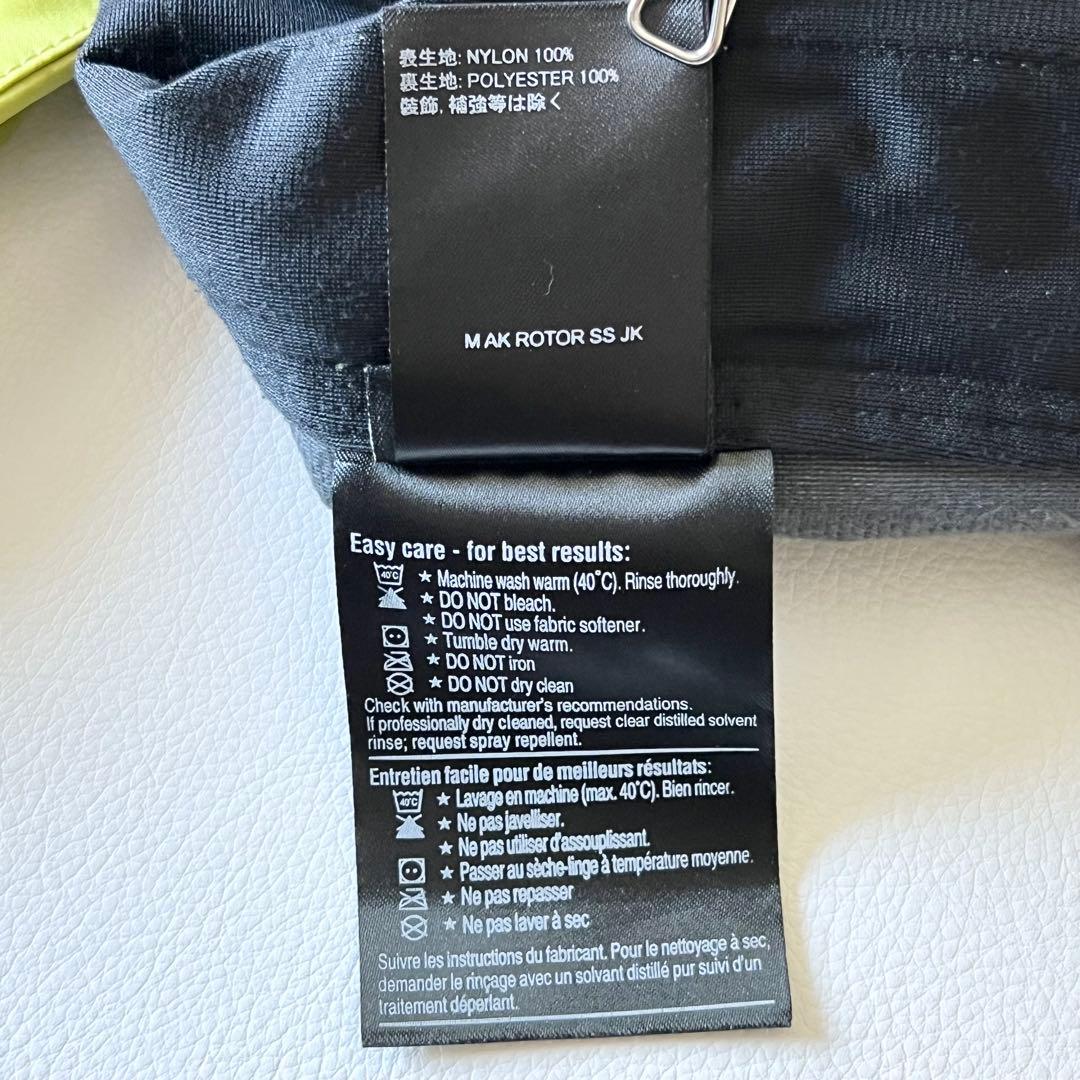 表生地: NYLON 100%
裏生地: POLYESTER 100%
装飾, 補強等は除く
M AK ROTOR SS JK
Easy care - for best results:
40°C ★ Machine wash warm (40°C). Rinse thoroughly.
★ DO NOT bleach.
★ DO NOT use fabric softener.
★ Tumble dry warm.
★ DO NOT iron
★ DO NOT dry clean
Check with manufacturer's recommendations.
If professionally dry cleaned, request clear distilled solvent
rinse; request spray repellent.
Entretien facile pour de meilleurs résultats:
40°C ★ Lavage en machine (max. 40°C). Bien rincer.
★ Ne pas javelliser.
★ Ne pas utiliser d'assouplissant.
★ Passer au sèche-linge à température moyenne.
★ Ne pas repasser
★ Ne pas laver à sec
Suivre les instructions du fabricant. Pour le nettoyage à sec,
demander le rinçage avec un solvant distillé pur suivi d'un
traitement déperlant.